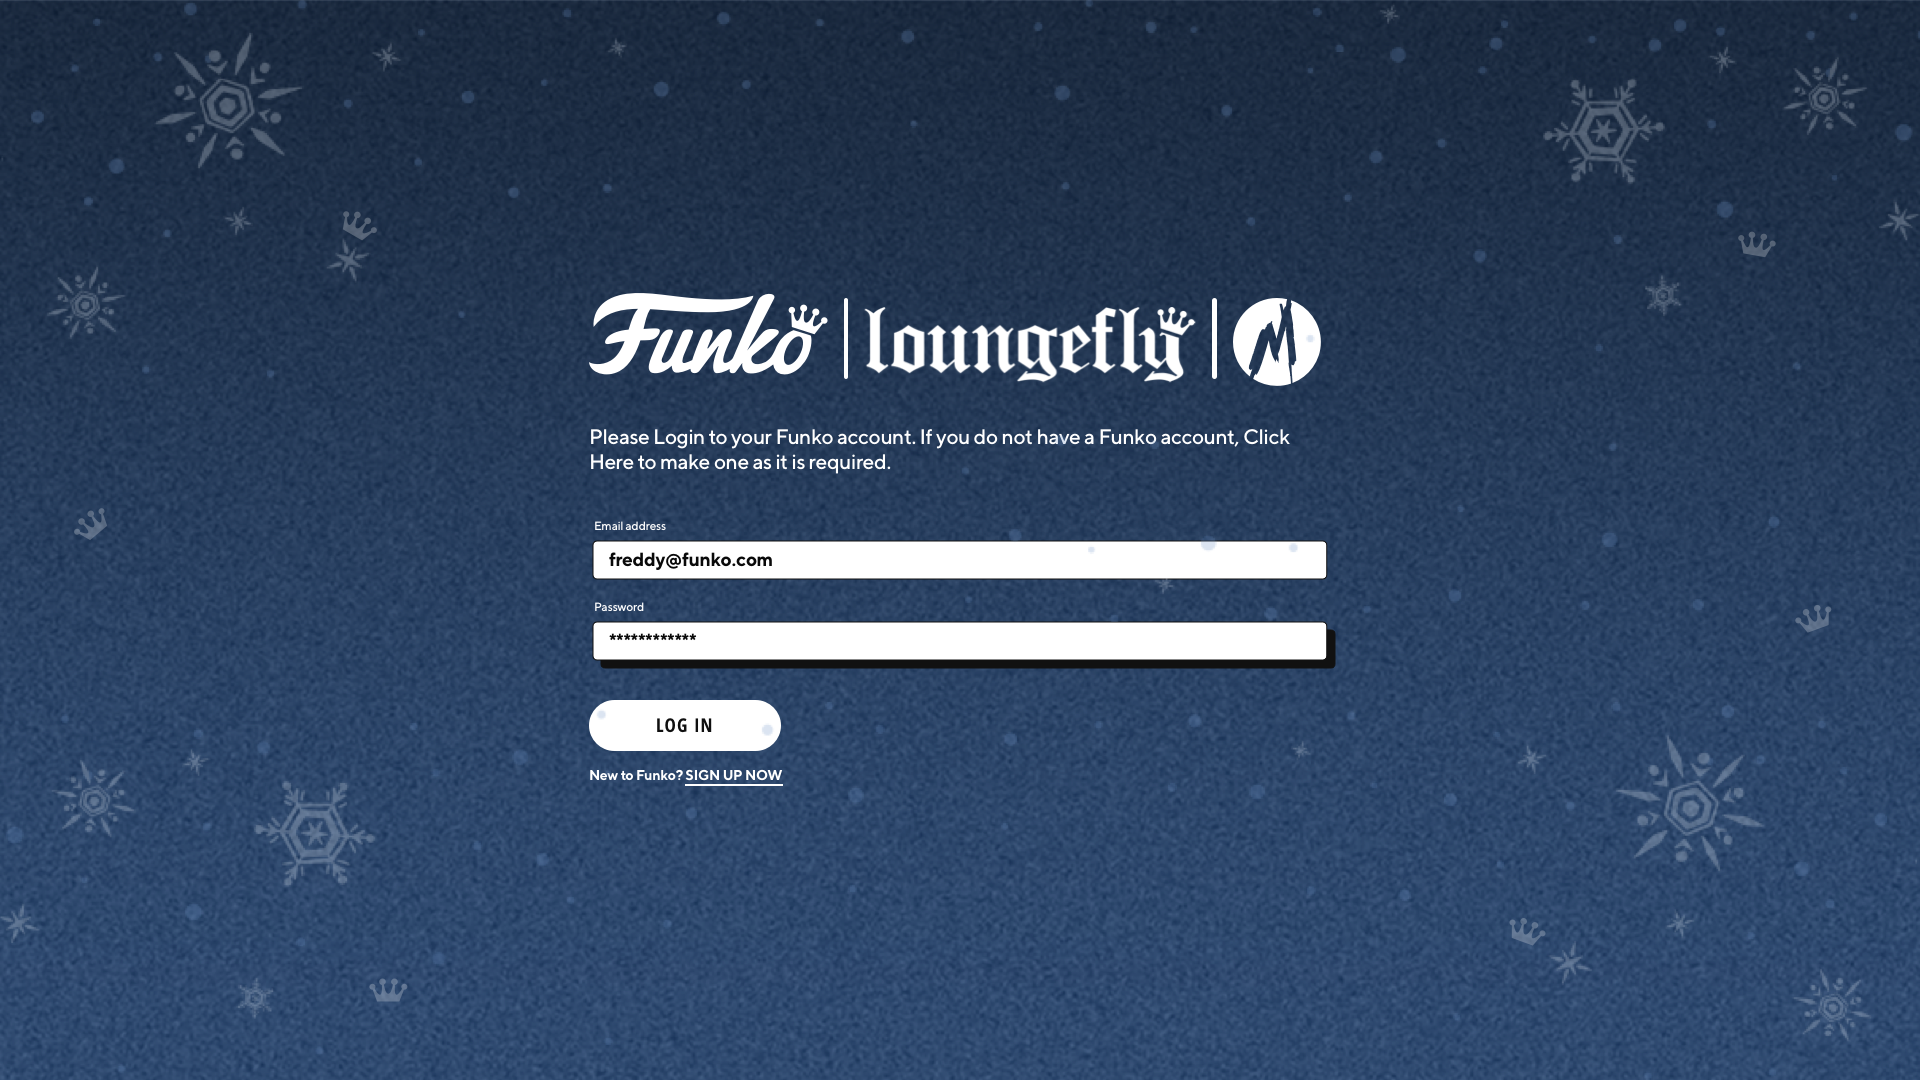 Funko | loungefly | M
Please Login to your Funko account. If you do not have a Funko account, Click
Here to make one as it is required.
Email address
freddy@funko.com
Password
************
LOG IN
New to Funko? SIGN UP NOW